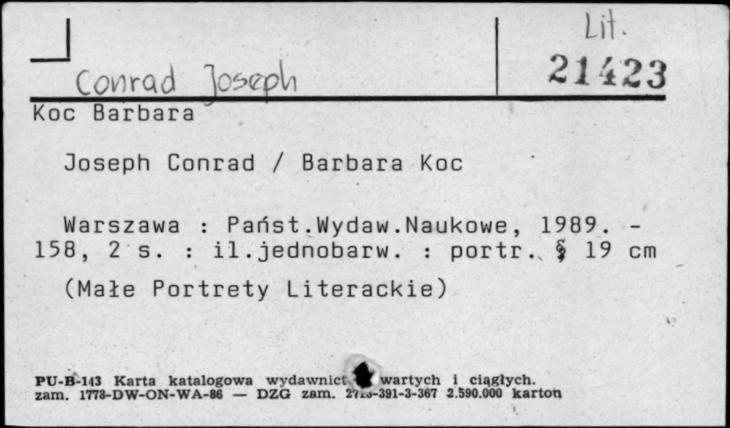 Lit.
21423
Conrad Joseph
Koc Barbara
Joseph Conrad / Barbara Koc
Warszawa : Państ.Wydaw.Naukowe, 1989. -
158, 2 s. : il.jednobarw. : portr. ; 19 cm
(Małe Portrety Literackie)
PU-B-143 Karta katalogowa wydawnict wartych i ciągłych.
zam. 1778-DW-ON-WA-86 — DZG zam. -391-3-367 2.590.000 karton